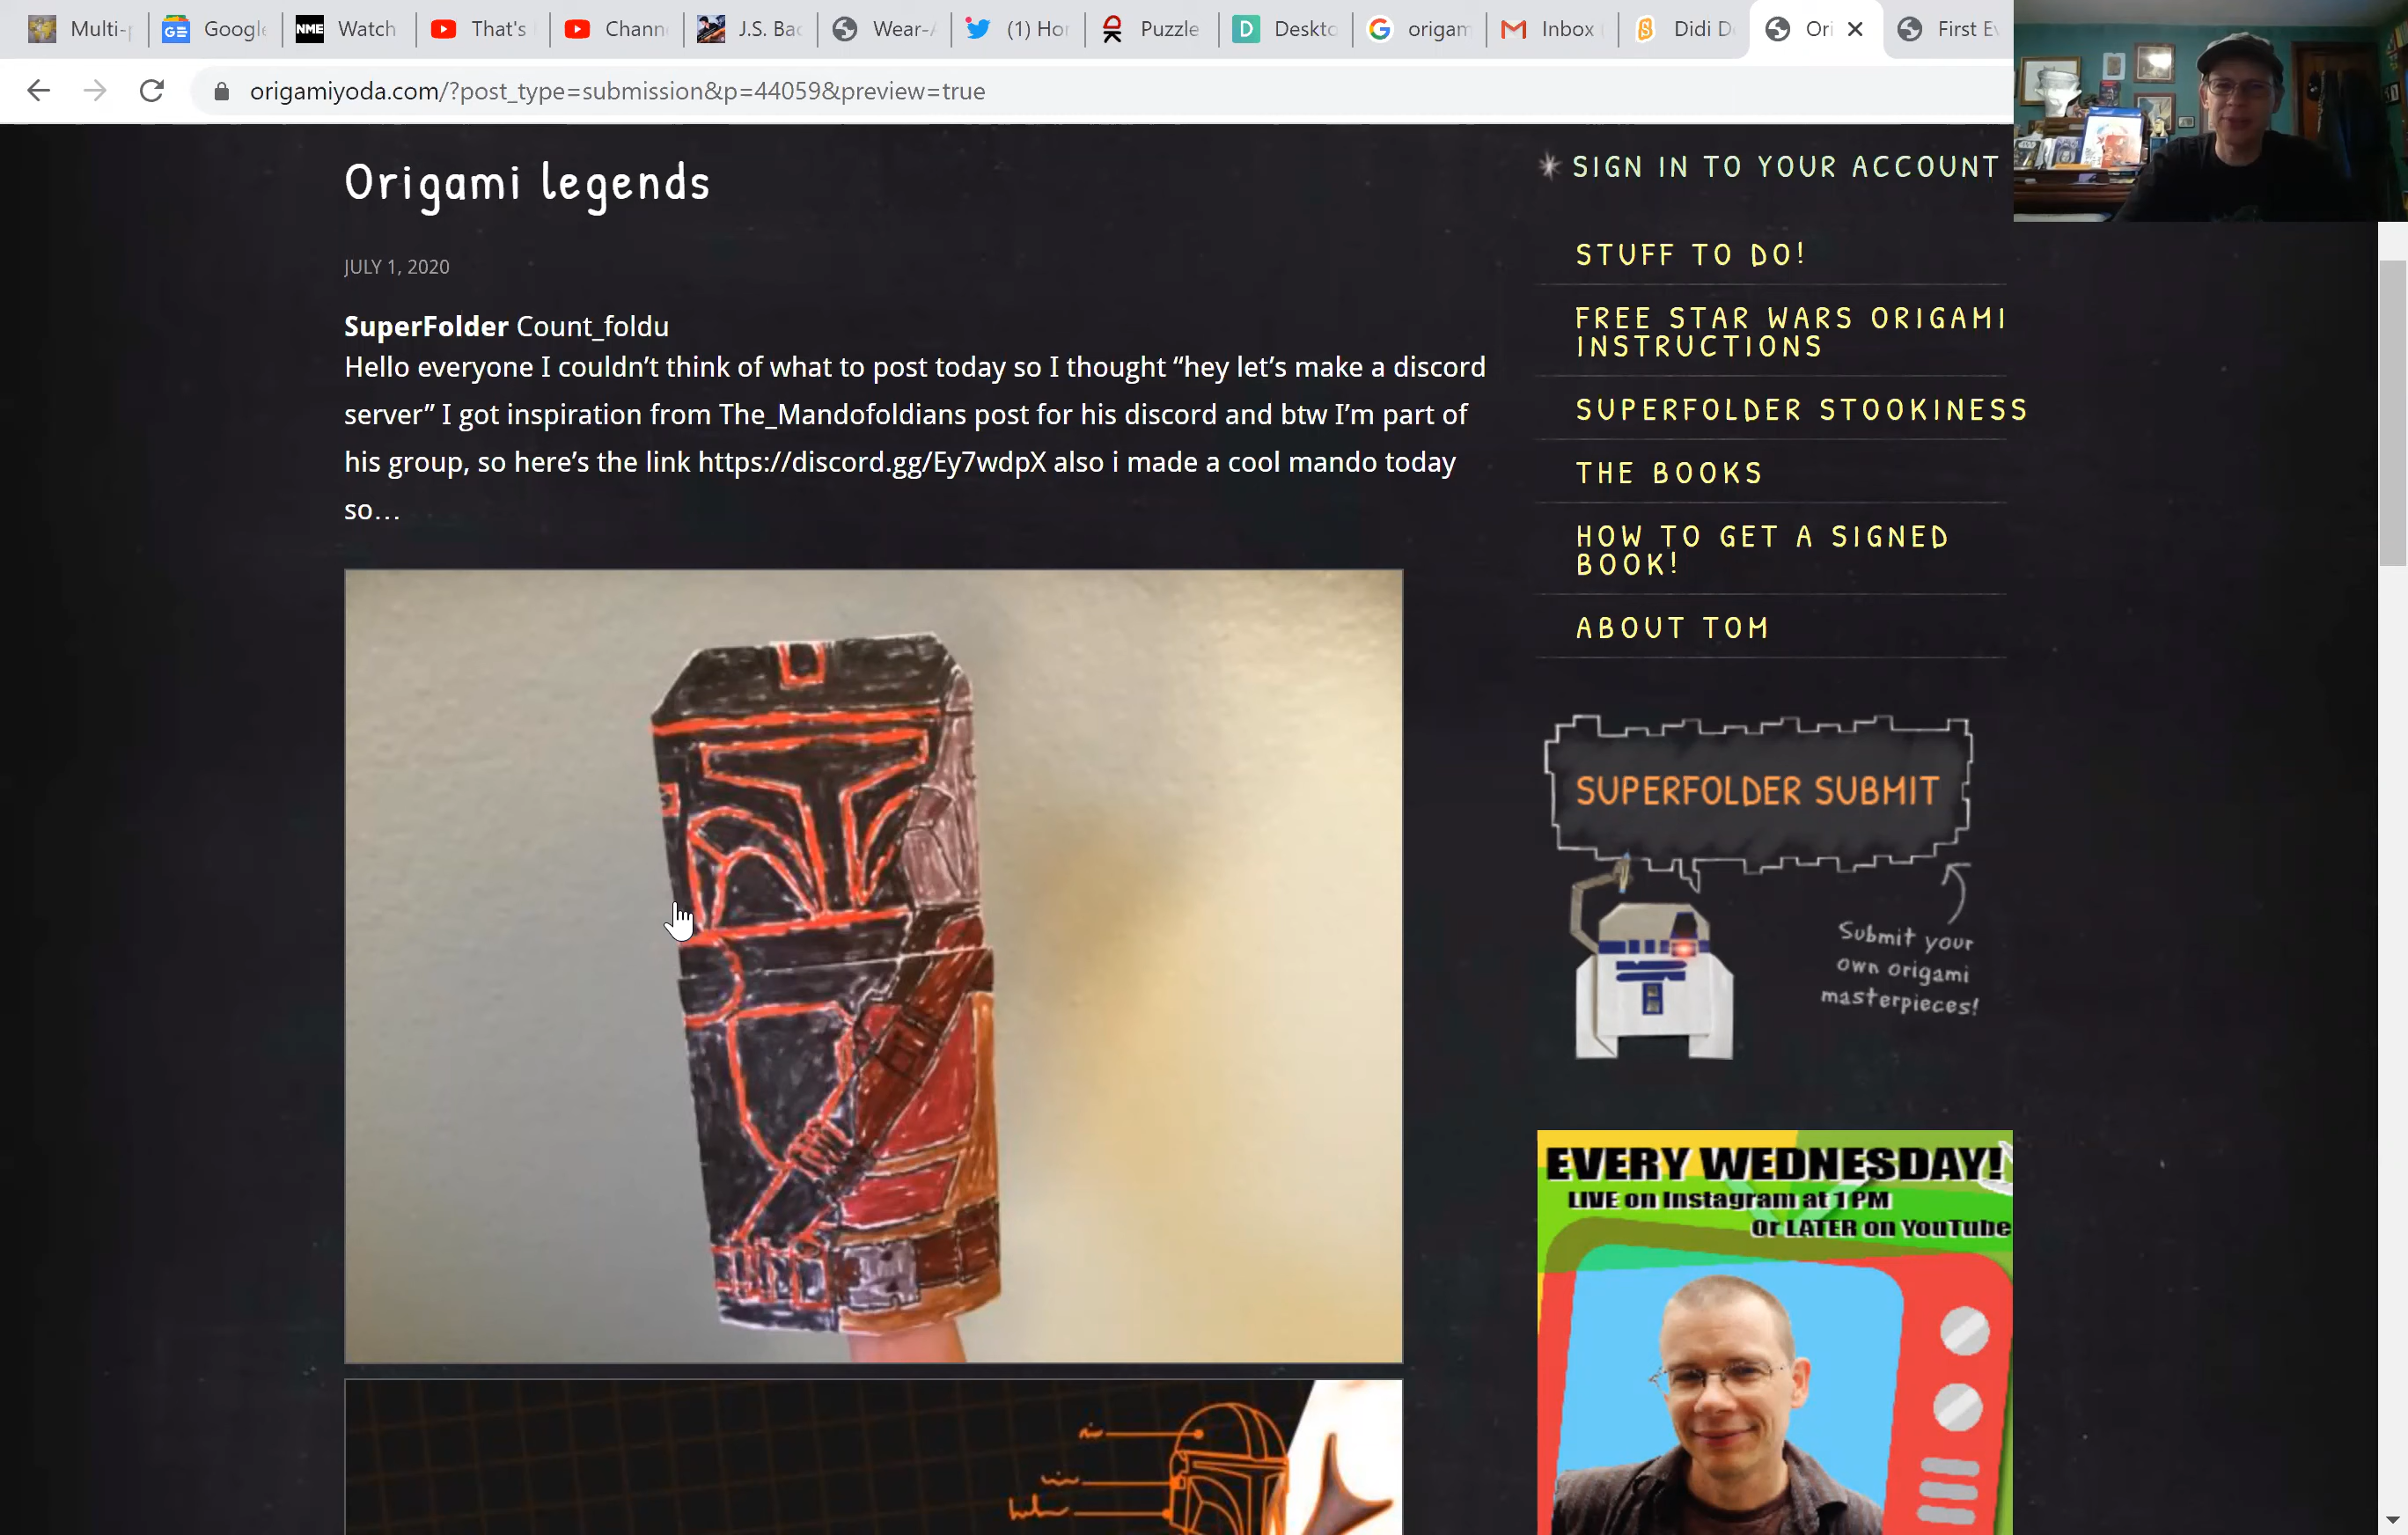 Multi-
Google
NME
Watch
That's
Chann
J.S. Bac
Wear-A
(1) Ho
Puzzle
D
Deskto
origam
Inbox
Didi D
Ori
First E
origamiyoda.com/?post_type=submission&p=44059&preview=true
Origami legends
JULY 1, 2020
SuperFolder Count_foldu
Hello everyone I couldn’t think of what to post today so I thought “hey let’s make a discord
server” I got inspiration from The_Mandofoldians post for his discord and btw I’m part of
his group, so here’s the link https://discord.gg/Ey7wdpX also i made a cool mando today
so…
SIGN IN TO YOUR ACCOUNT
STUFF TO DO!
FREE STAR WARS ORIGAMI
INSTRUCTIONS
SUPERFOLDER STOOKINESS
THE BOOKS
HOW TO GET A SIGNED
BOOK!
ABOUT TOM
SUPERFOLDER SUBMIT
Submit your
own origami
masterpieces!
EVERY WEDNESDAY!
LIVE on Instagram at 1 PM
Or LATER on YouTube